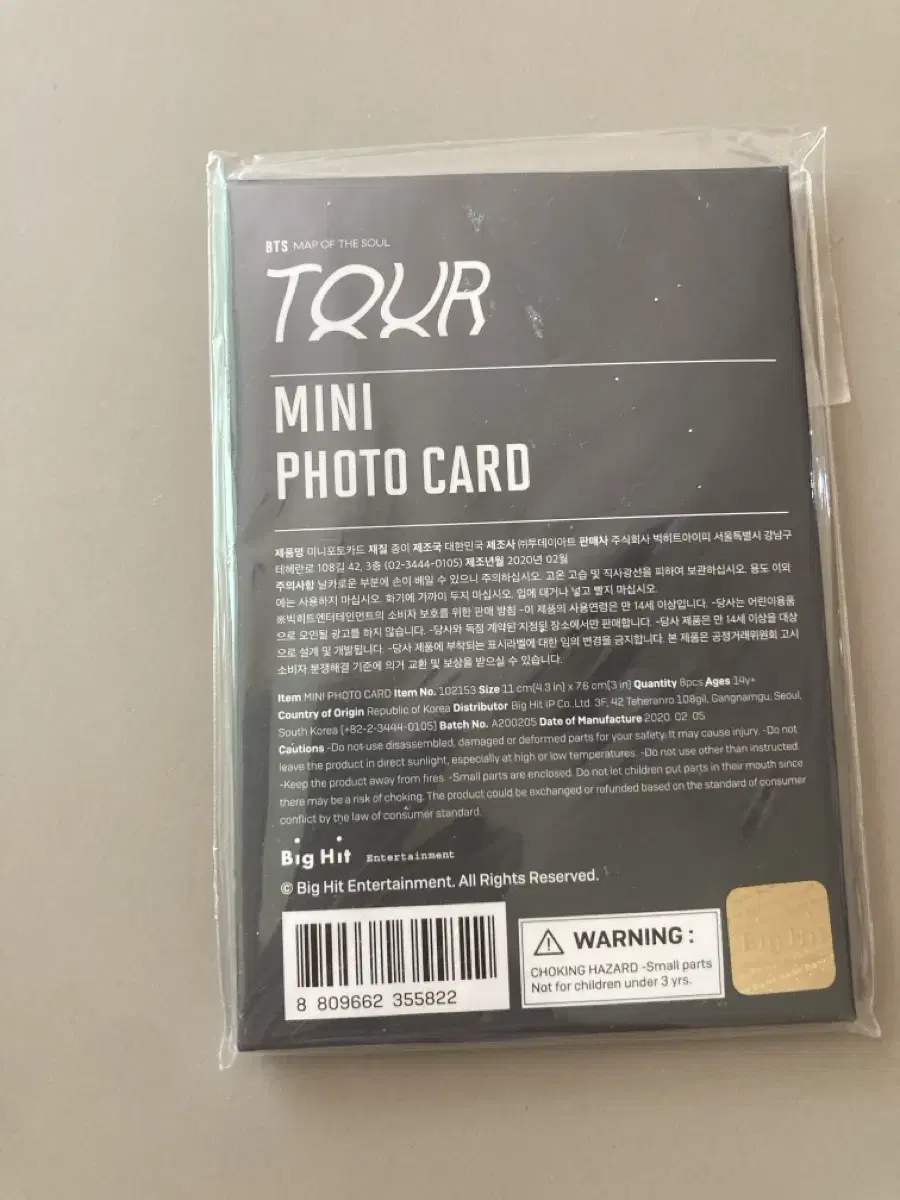 BTS MAP OF THE SOUL
TOUR
MINI
PHOTO CARD
제품명 미니포토카드 재질 종이 제조국 대한민국 제조사 ㈜투데이아트 판매사 주식회사 빅히트아이피 서울특별시 강남구
테헤란로 108길 42, 3층 (02-3444-0105) 제조년월 2020년 02월
주의사항 날카로운 부분에 손이 베일 수 있으니 주의하십시오. 고온 고습 및 직사광선을 피하여 보관하십시오. 용도 이외
에는 사용하지 마십시오. 화기에 가까이 두지 마십시오. 입에 대거나 넣고 빨지 마십시오.
※빅히트엔터테인먼트의 소비자 보호를 위한 판매 방침 -이 제품의 사용연령은 만 14세 이상입니다. -당사는 어린이용품
으로 오인될 광고를 하지 않습니다. -당사와 독점 계약된 지정된 장소에서만 판매합니다. -당사 제품은 만 14세 이상을 대상
으로 설계 및 개발됩니다. -당사 제품에 부착되는 표시라벨에 대한 임의 변경을 금지합니다. 본 제품은 공정거래위원회 고시
소비자 분쟁해결 기준에 의거 교환 및 보상을 받으실 수 있습니다.
Item MINI PHOTO CARD Item No. 102153 Size 11 cm(4.3 in) x 7.6 cm(3 in) Quantity 8pcs Ages 14y+
Country of Origin Republic of Korea Distributor Big Hit IP Co.,Ltd. 3F, 42 Teheranro 108gil, Gangnamgu, Seoul,
South Korea (+82-2-3444-0105) Batch No. A200205 Date of Manufacture 2020. 02. 05
Cautions -Do not use disassembled, damaged or deformed parts for your safety. It may cause injury. -Do not
leave the product in direct sunlight, especially at high or low temperatures. -Do not use other than instructed.
-Keep the product away from fires. -Small parts are enclosed. Do not let children put parts in their mouth since
there may be a risk of choking. The product could be exchanged or refunded based on the standard of consumer
conflict by the law of consumer standard.
Big Hit Entertainment
© Big Hit Entertainment. All Rights Reserved.
8 809662 355822
WARNING :
CHOKING HAZARD -Small parts
Not for children under 3 yrs.
Big Hit